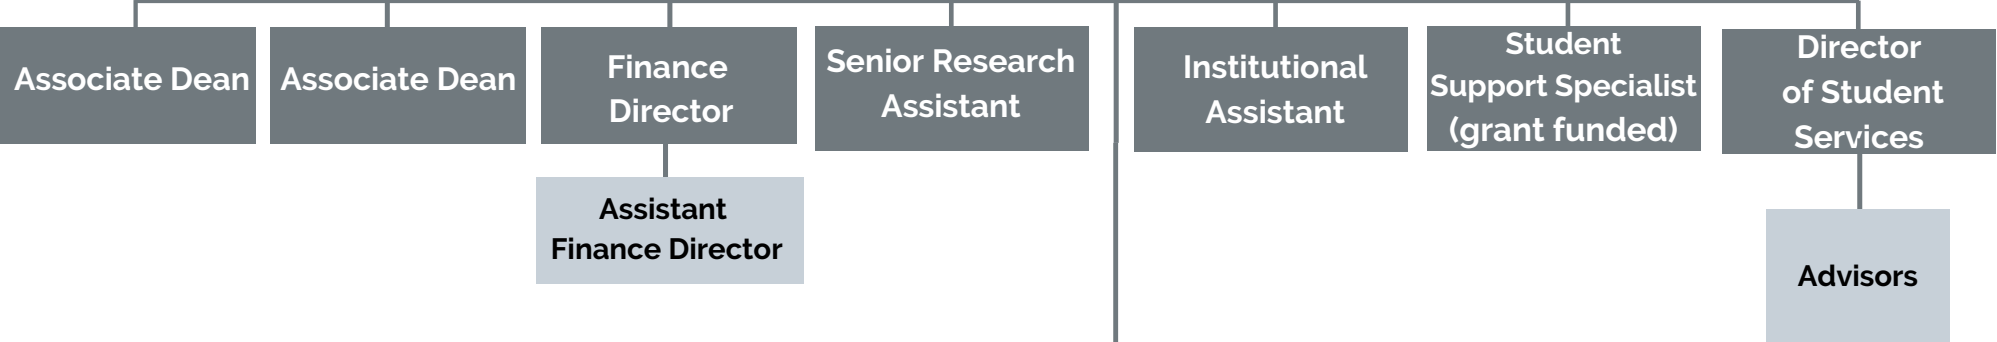 Associate Dean
Associate Dean
Finance
Director
Senior Research
Assistant
Institutional
Assistant
Student
Support Specialist
(grant funded)
Director
of Student
Services
Assistant
Finance Director
Advisors